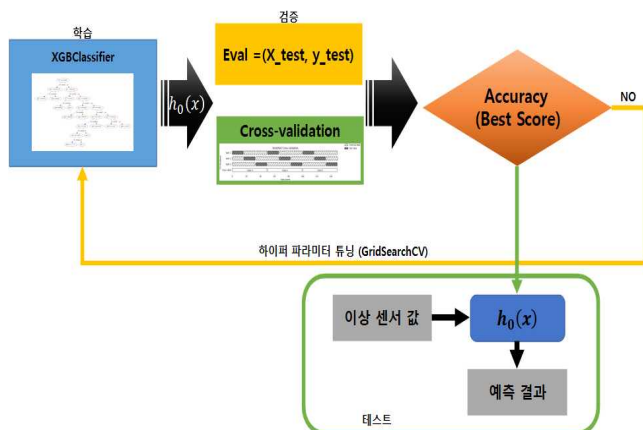 학습
XGBClassifier
h₀(x)
검증
Eval =(X_test, y_test)
Cross-validation
Accuracy
(Best Score)
NO
하이퍼 파라미터 튜닝 (GridSearchCV)
이상 센서 값
h₀(x)
예측 결과
테스트